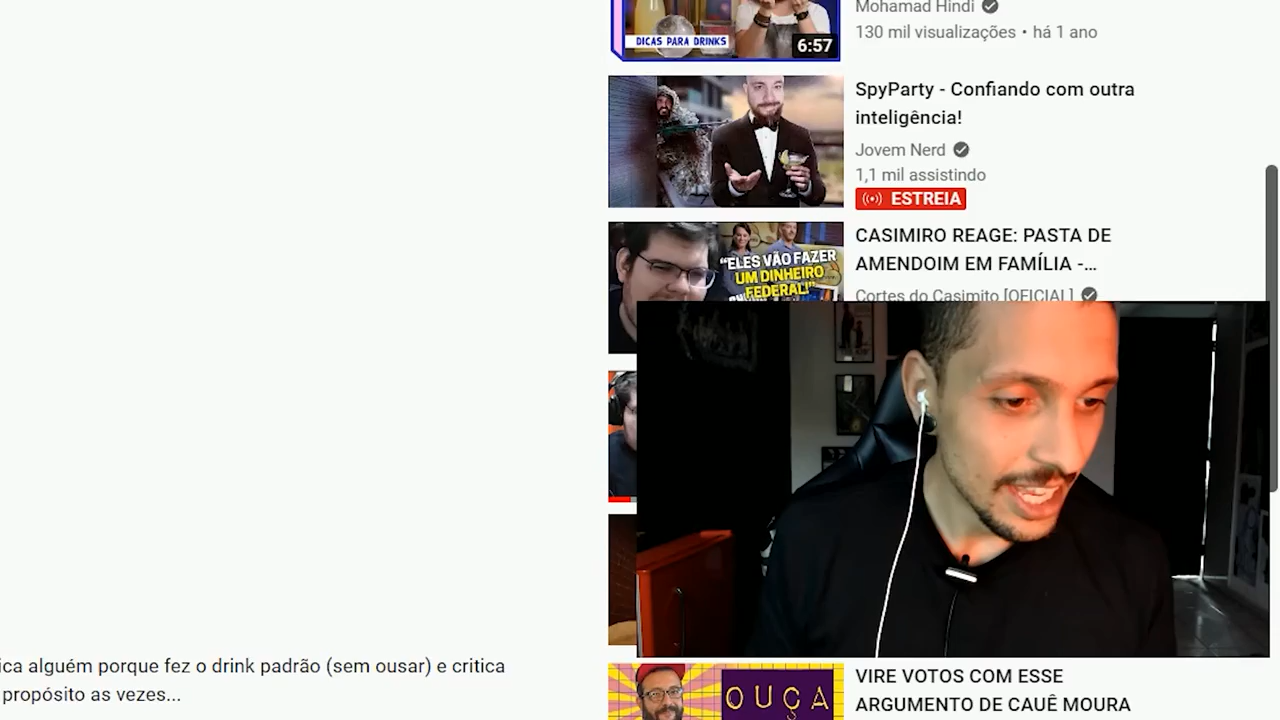 Mohamad Hindi
130 mil visualizações • há 1 ano
DICAS PARA DRINKS
6:57
SpyParty - Confiando com outra
inteligência!
Jovem Nerd
1,1 mil assistindo
ESTREIA
CASIMIRO REAGE: PASTA DE
AMENDOIM EM FAMÍLIA -...
Cortes do Casimito [OFICIAL]
"ELES VÃO FAZER
UM DINHEIRO
FEDERAL!"
ica alguém porque fez o drink padrão (sem ousar) e critica
propósito as vezes...
VIRE VOTOS COM ESSE
ARGUMENTO DE CAUÊ MOURA
OUÇA